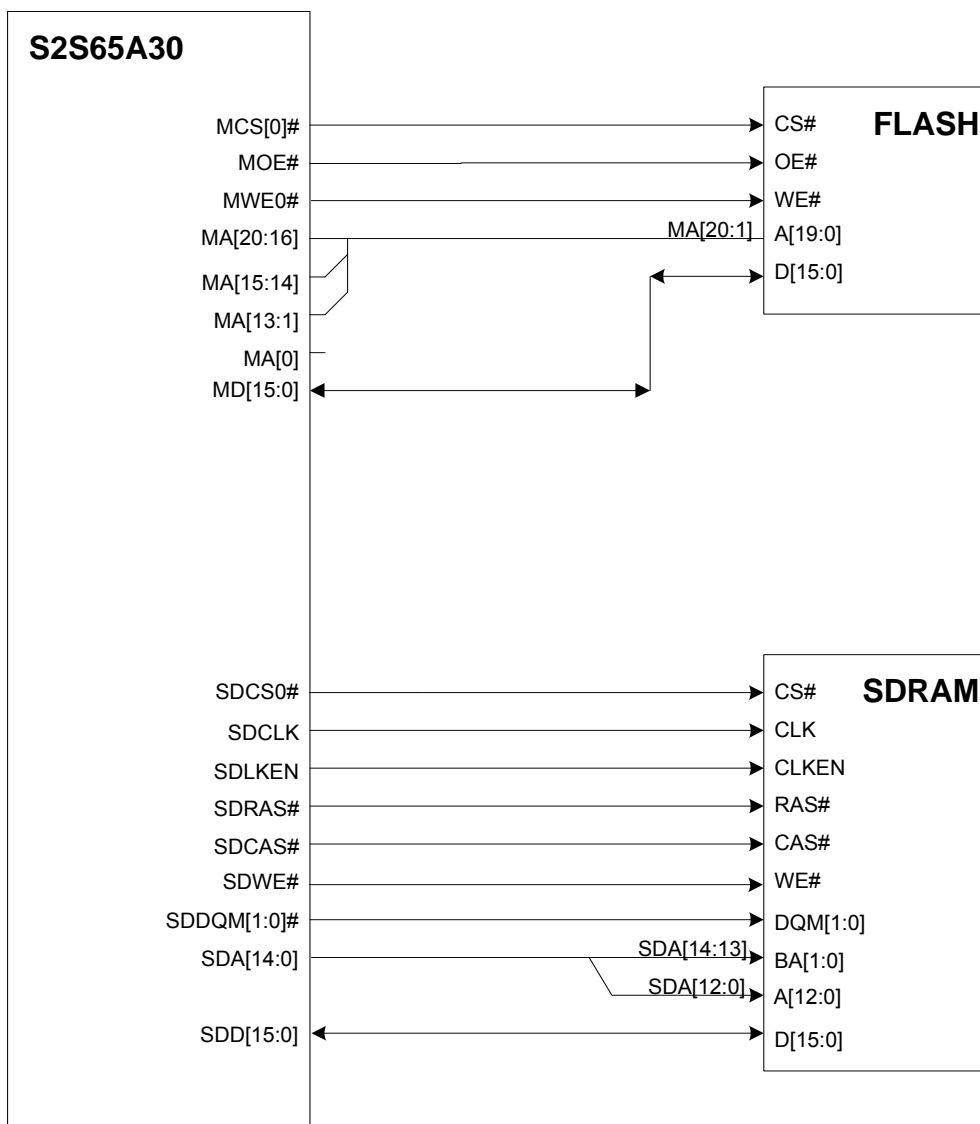 S2S65A30
FLASH
MCS[0]# CS#
MOE# OE#
MWE0# WE#
MA[20:16] MA[20:1] A[19:0]
MA[15:14] D[15:0]
MA[13:1]
MA[0]
MD[15:0]
SDRAM
SDCS0# CS#
SDCLK CLK
SDLKEN CLKEN
SDRAS# RAS#
SDCAS# CAS#
SDWE# WE#
SDDQM[1:0]# DQM[1:0]
SDA[14:0] SDA[14:13] BA[1:0]
SDA[12:0] A[12:0]
SDD[15:0] D[15:0]